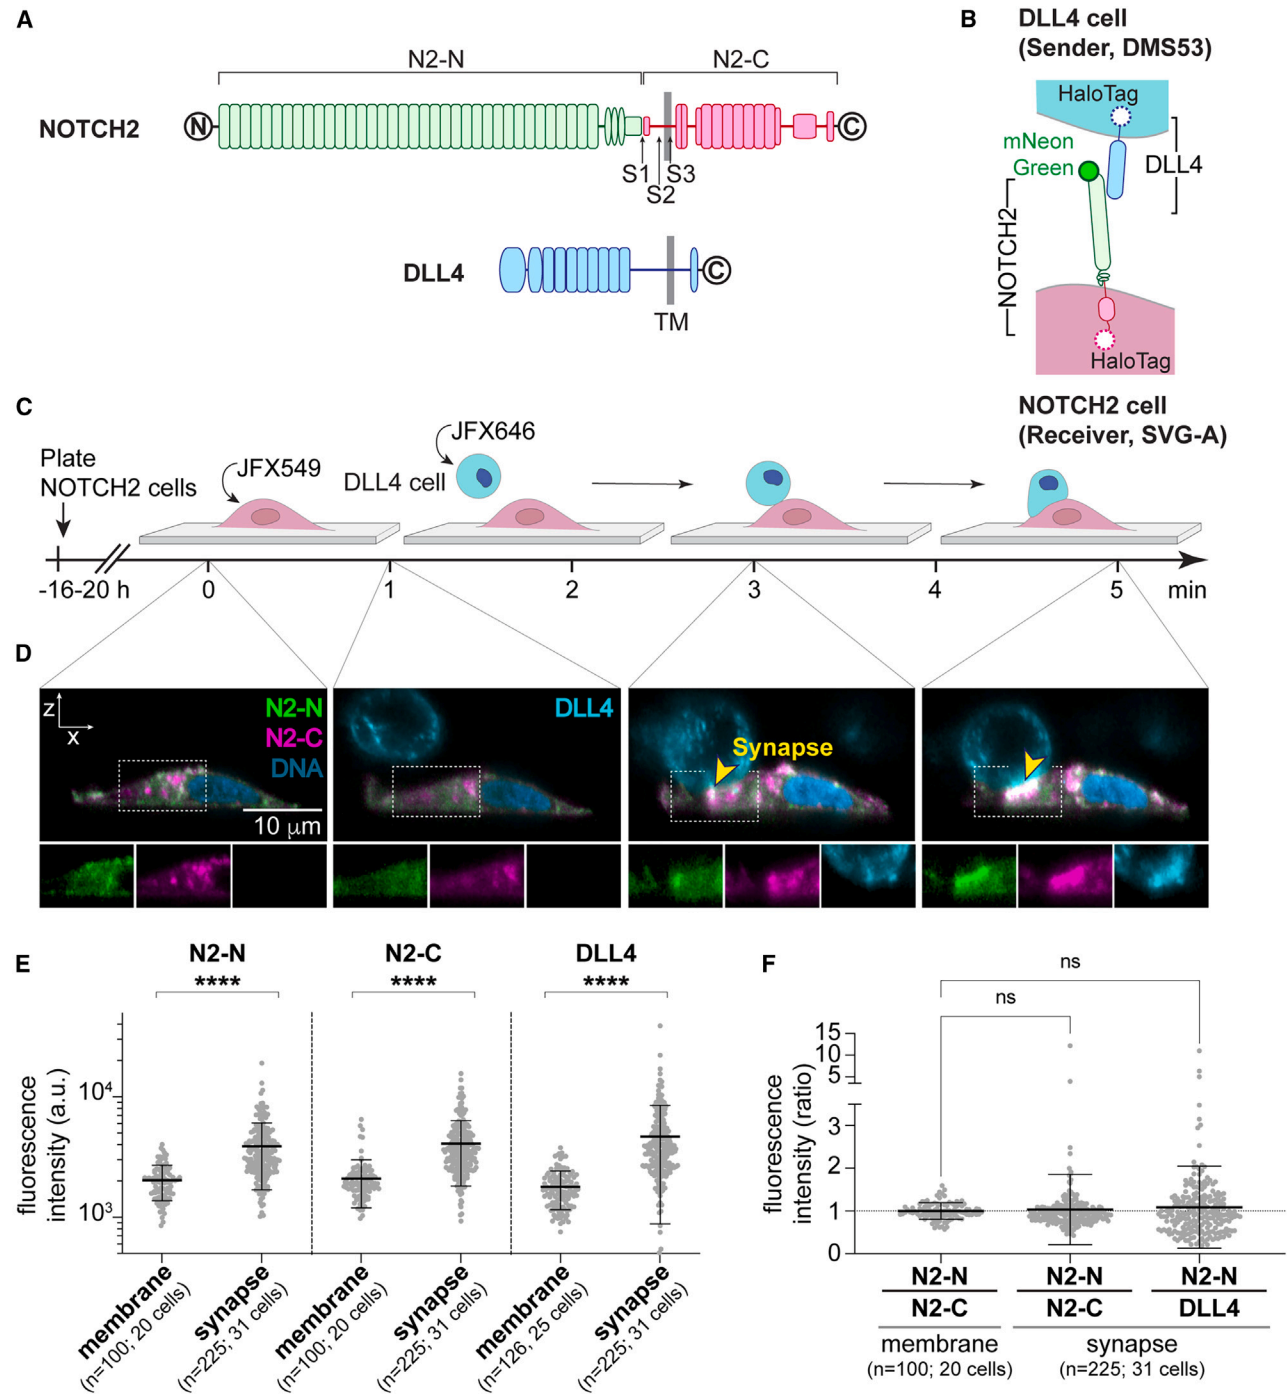 A
N2-N
N2-C
NOTCH2
N
C
S1
S2
S3
DLL4
C
TM
B
DLL4 cell
(Sender, DMS53)
HaloTag
mNeon
Green
DLL4
NOTCH2
HaloTag
NOTCH2 cell
(Receiver, SVG-A)
C
Plate
NOTCH2 cells
JFX549
DLL4 cell
JFX646
-16-20 h
0
1
2
3
4
5
min
D
z
x
N2-N
N2-C
DNA
10 μm
DLL4
Synapse
E
N2-N
N2-C
DLL4
****
****
****
fluorescence
intensity (a.u.)
10⁴
10³
membrane
(n=100; 20 cells)
synapse
(n=225; 31 cells)
membrane
(n=100; 20 cells)
synapse
(n=225; 31 cells)
membrane
(n=126, 25 cells)
synapse
(n=225; 31 cells)
F
ns
ns
fluorescence
intensity (ratio)
15
10
5
3
2
1
0
N2-N
N2-C
N2-N
N2-C
N2-N
DLL4
membrane
(n=100; 20 cells)
synapse
(n=225; 31 cells)